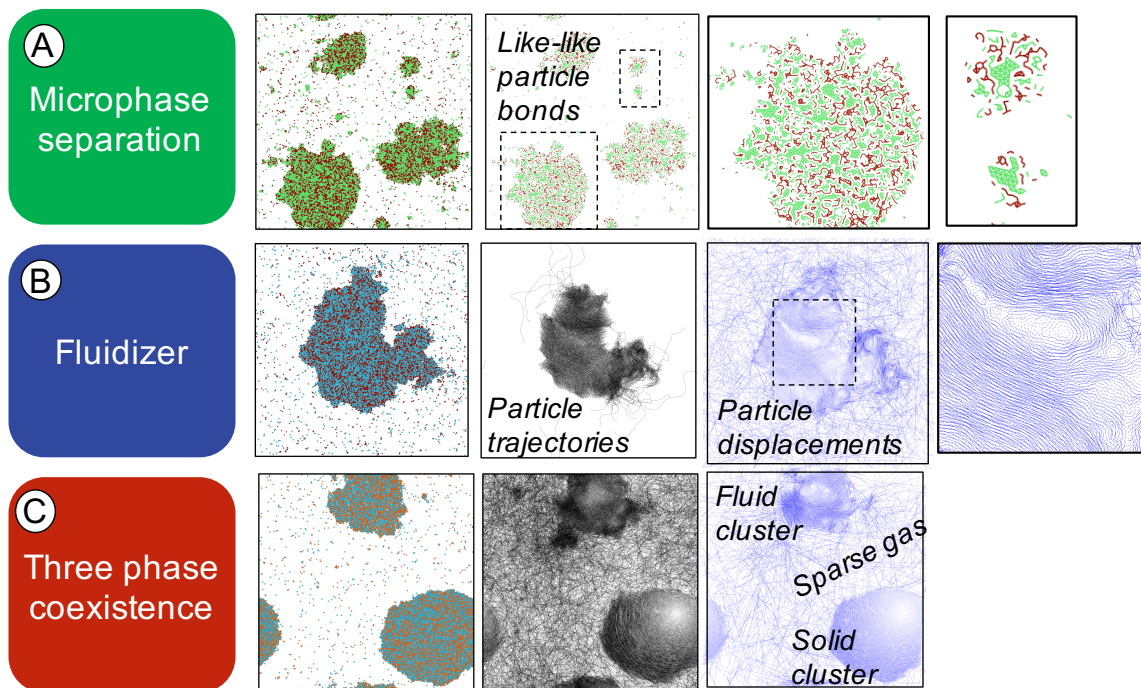 A
Microphase
separation
Like-like
particle
bonds
B
Fluidizer
Particle
trajectories
Particle
displacements
C
Three phase
coexistence
Fluid
cluster
Sparse gas
Solid
cluster